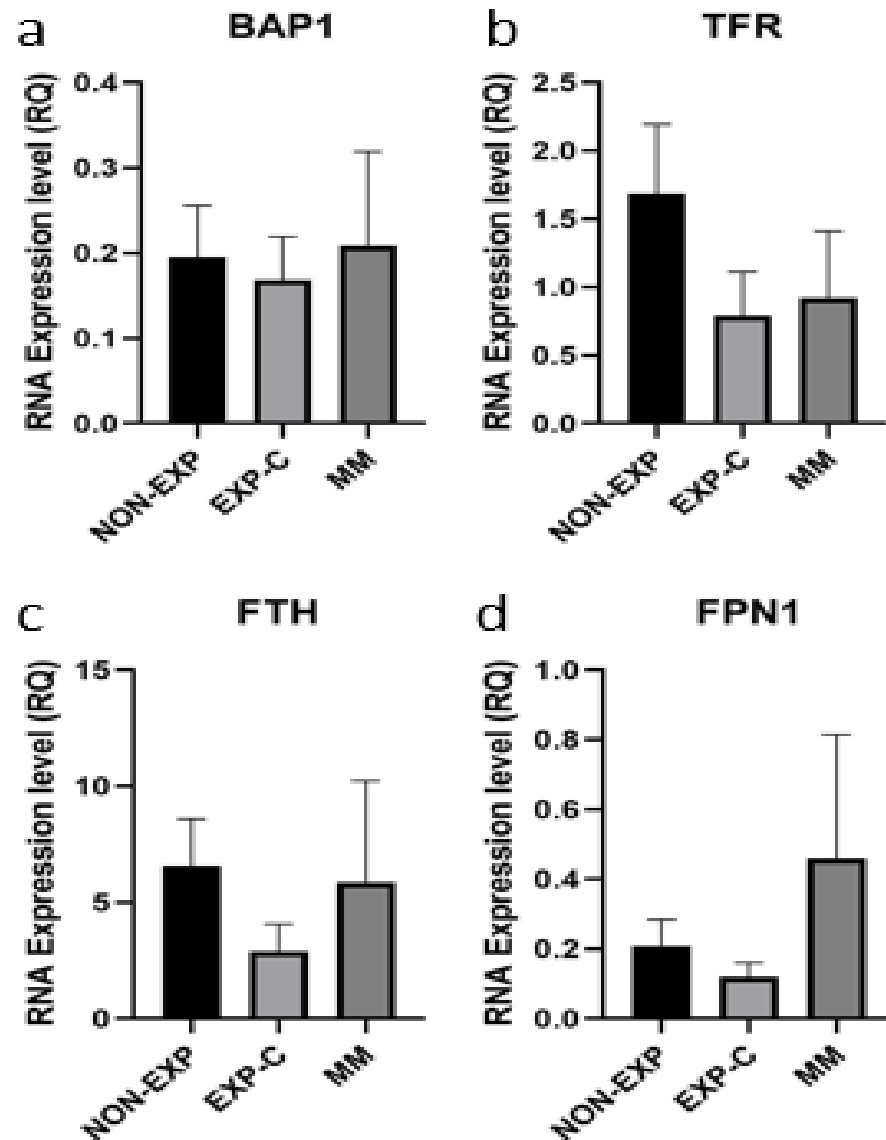 a
BAP1
RNA Expression level (RQ)
0.4
0.3
0.2
0.1
0.0
NON-EXP
EXP-C
MM
b
TFR
RNA Expression level (RQ)
2.5
2.0
1.5
1.0
0.5
0.0
NON-EXP
EXP-C
MM
c
FTH
RNA Expression level (RQ)
15
10
5
0
NON-EXP
EXP-C
MM
d
FPN1
RNA Expression level (RQ)
1.0
0.8
0.6
0.4
0.2
0.0
NON-EXP
EXP-C
MM